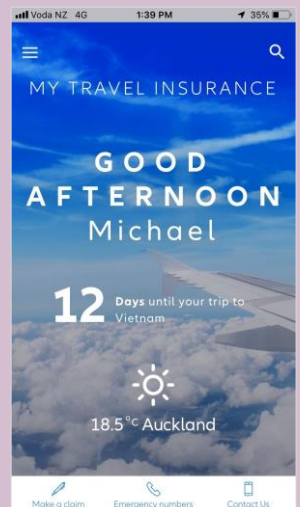 Voda NZ 4G 1:39 PM 35%
MY TRAVEL INSURANCE
GOOD
AFTERNOON
Michael
12 Days until your trip to
Vietnam
18.5°C Auckland
Make a claim Emergency numbers Contact Us